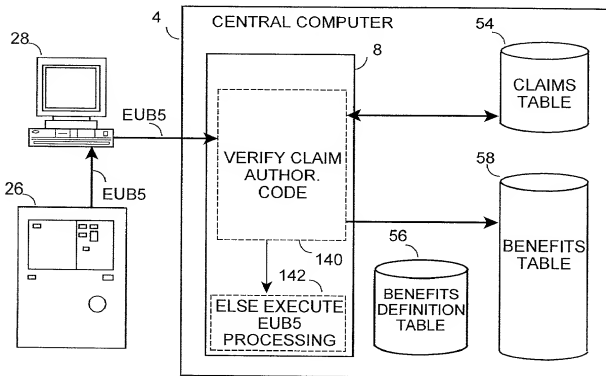 4
CENTRAL COMPUTER
28
8
54
EUB5
CLAIMS
TABLE
VERIFY CLAIM
AUTHOR.
CODE
58
EUB5
26
56
BENEFITS
TABLE
140
142
BENEFITS
DEFINITION
TABLE
ELSE EXECUTE
EUB5
PROCESSING